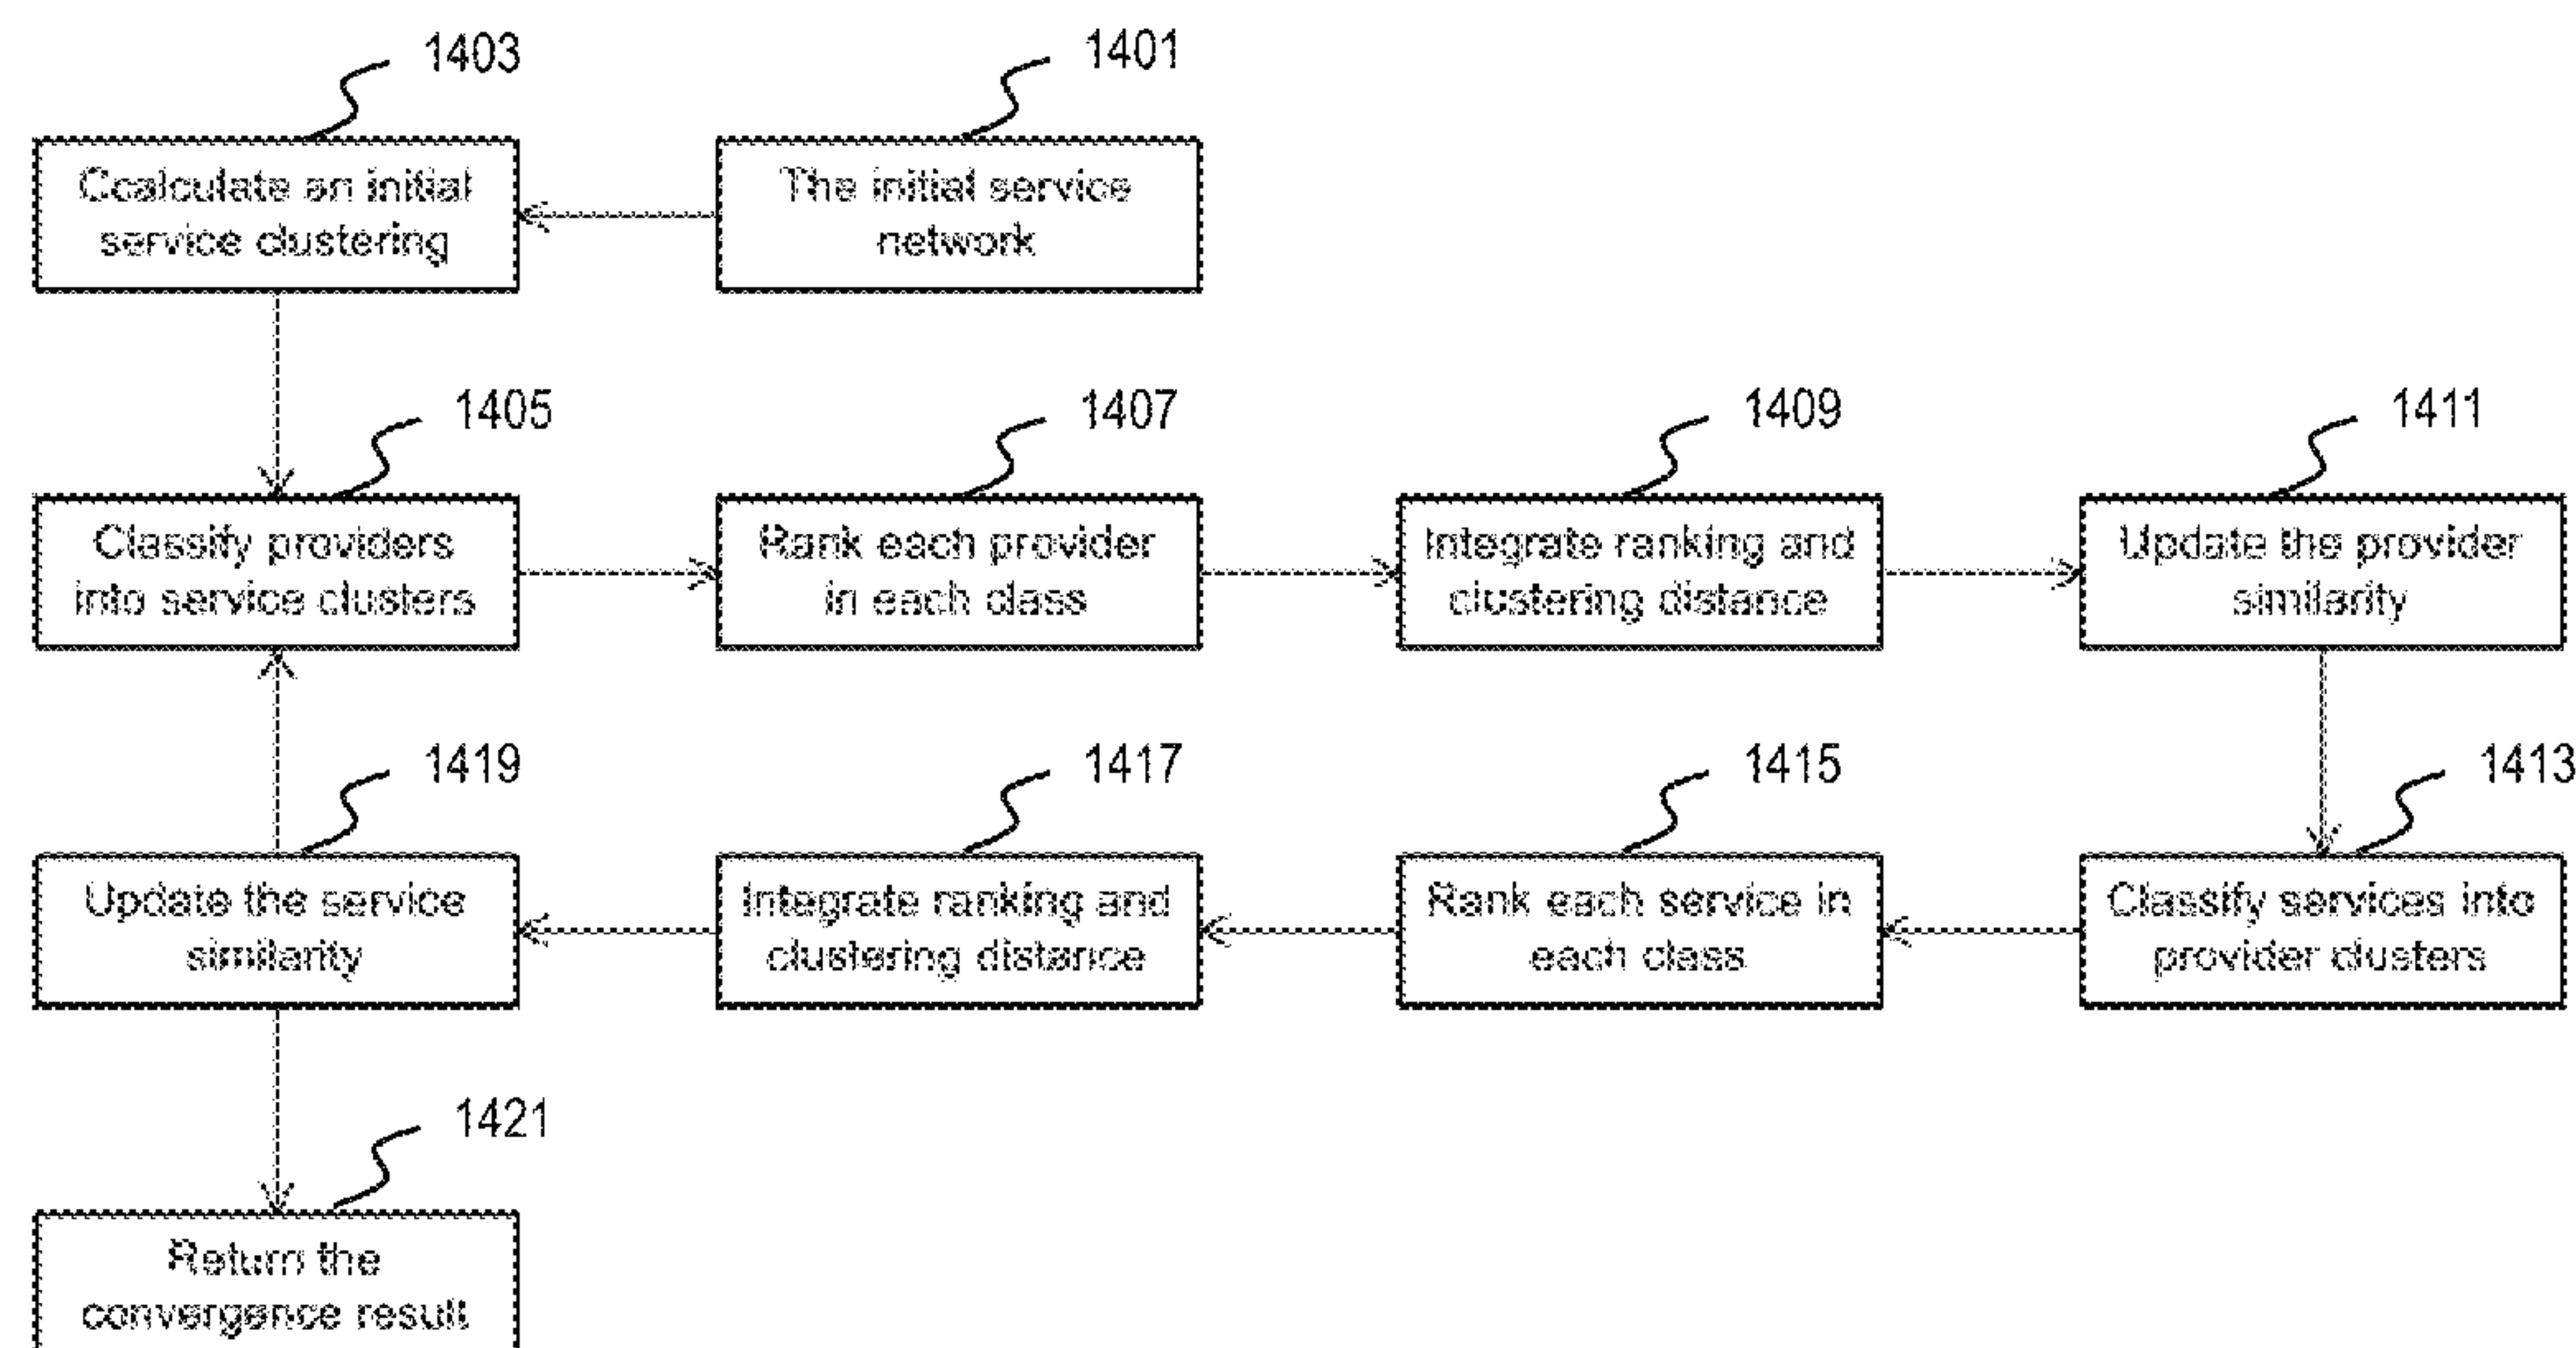 1403
1401
Ccalculate an initial
service clustering
The initial service
network
1405
1407
1409
1411
Classify providers
into service clusters
Rank each provider
in each class
Integrate ranking and
clustering distance
Update the provider
similarity
1419
1417
1415
1413
Update the service
similarity
Integrate ranking and
clustering distance
Rank each service in
each class
Classify services into
provider clusters
1421
Return the
convergence result